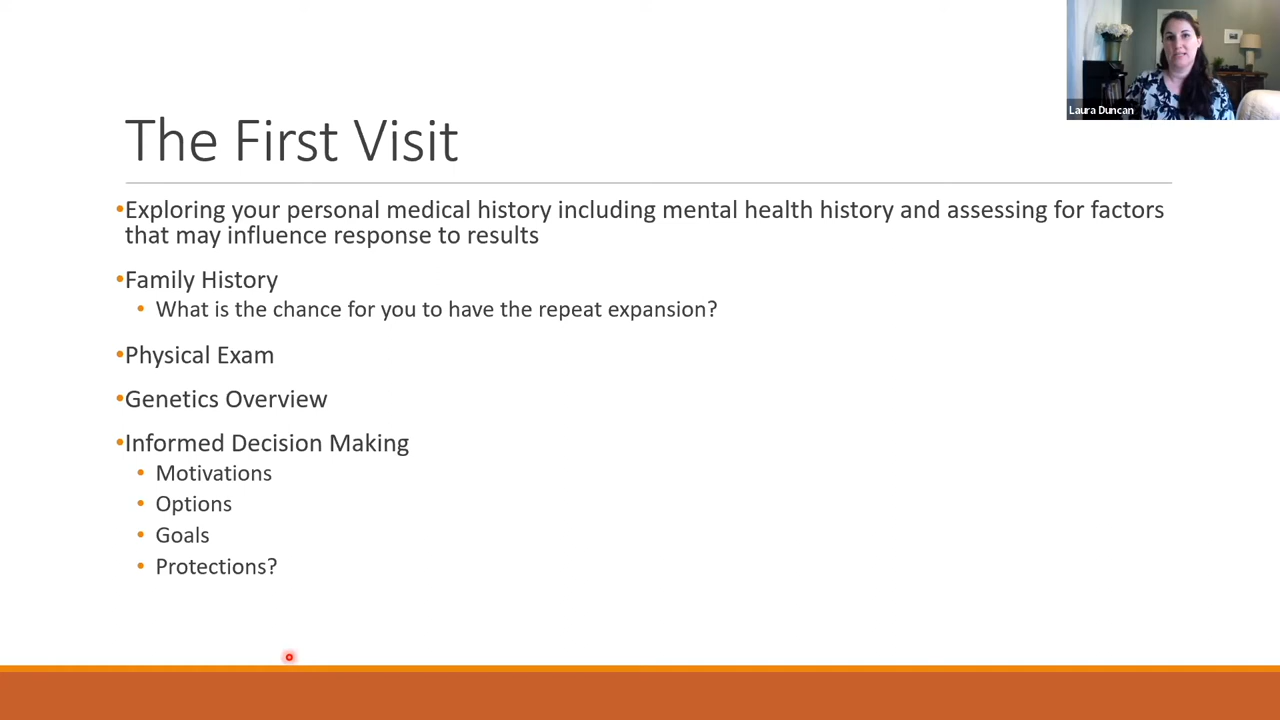 Laura Duncan
The First Visit
•Exploring your personal medical history including mental health history and assessing for factors
that may influence response to results
•Family History
• What is the chance for you to have the repeat expansion?
•Physical Exam
•Genetics Overview
•Informed Decision Making
• Motivations
• Options
• Goals
• Protections?